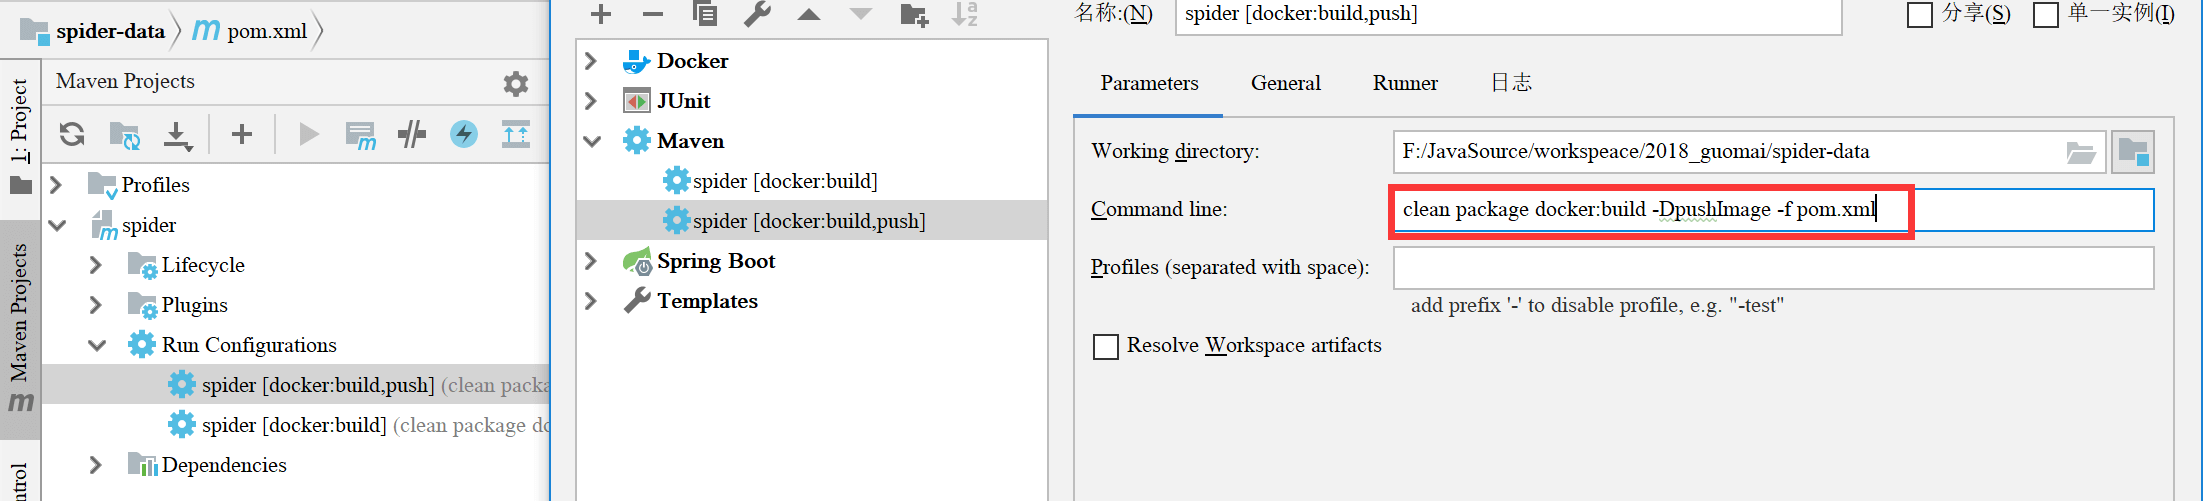 spider-data
pom.xml
1: Project
Maven Projects
Maven Projects
Profiles
spider
Lifecycle
Plugins
Run Configurations
spider [docker:build,push] (clean packa
spider [docker:build] (clean package do
Dependencies
ntrol
Docker
JUnit
Maven
spider [docker:build]
spider [docker:build,push]
Spring Boot
Templates
名称:(N)
spider [docker:build,push]
分享(S)
单一实例(I)
Parameters
General
Runner
日志
Working directory:
F:/JavaSource/workspeace/2018_guomai/spider-data
Command line:
clean package docker:build -DpushImage -f pom.xml
Profiles (separated with space):
add prefix '-' to disable profile, e.g. "-test"
Resolve Workspace artifacts